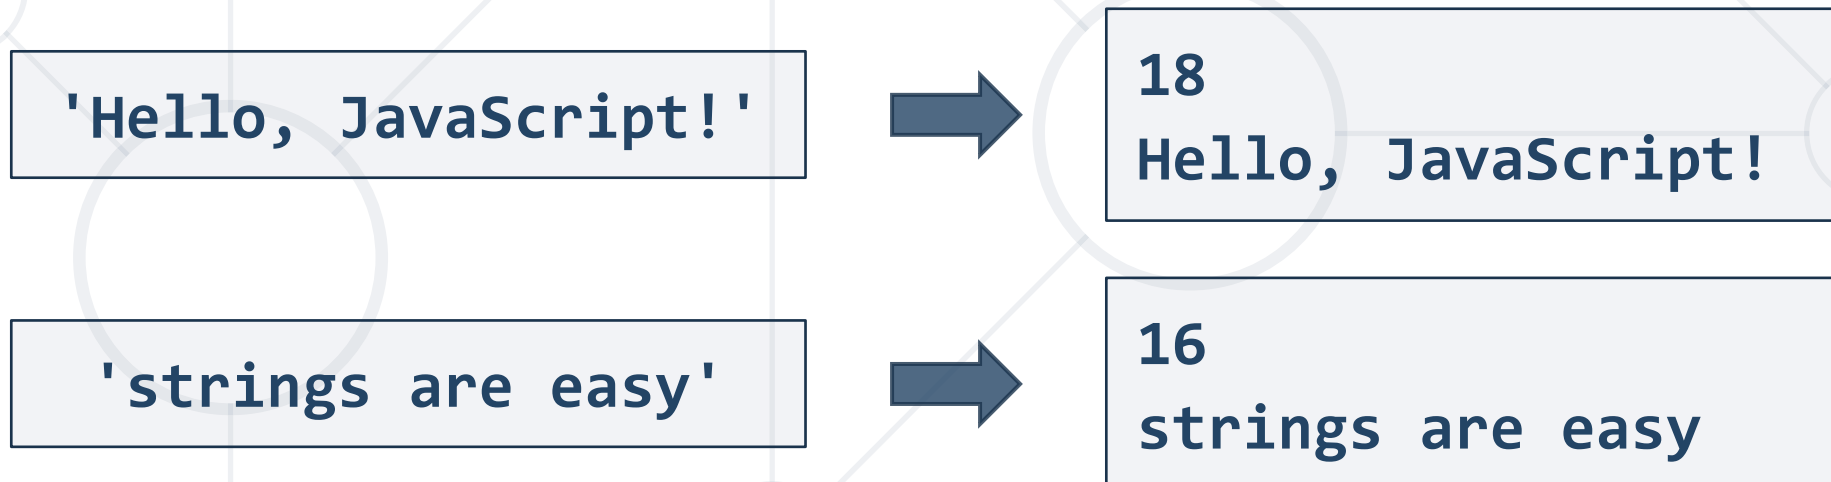 'Hello, JavaScript!'
18
Hello, JavaScript!
'strings are easy'
16
strings are easy